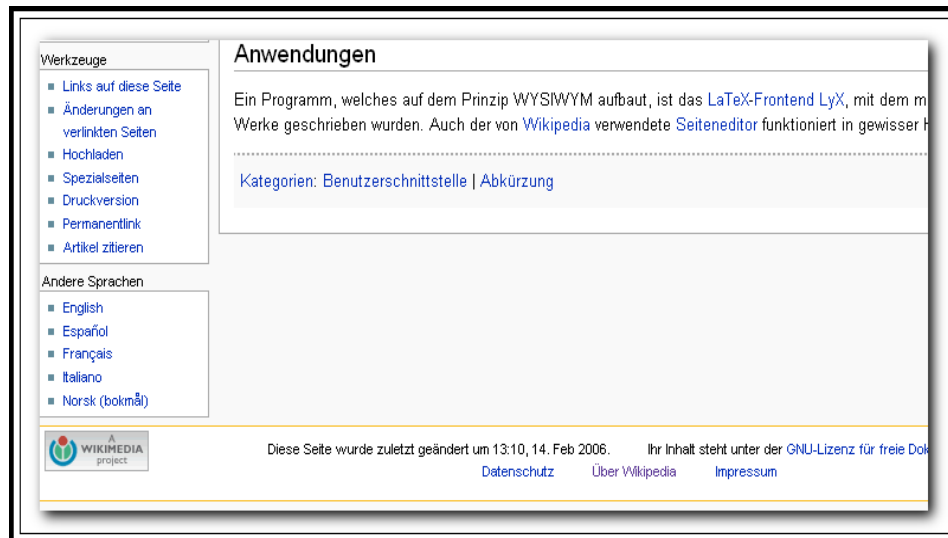 Werkzeuge
Links auf diese Seite
Änderungen an
verlinkten Seiten
Hochladen
Spezialseiten
Druckversion
Permanentlink
Artikel zitieren
Andere Sprachen
English
Español
Français
Italiano
Norsk (bokmål)
Anwendungen
Ein Programm, welches auf dem Prinzip WYSIWYM aufbaut, ist das LaTeX-Frontend LyX, mit dem
Werke geschrieben wurden. Auch der von Wikipedia verwendete Seiteneditor funktioniert in gewisser
Kategorien: Benutzerschnittstelle | Abkürzung
A
WIKIMEDIA
project
Diese Seite wurde zuletzt geändert um 13:10, 14. Feb 2006. Ihr Inhalt steht unter der GNU-Lizenz für freie
Datenschutz Über Wikipedia Impressum